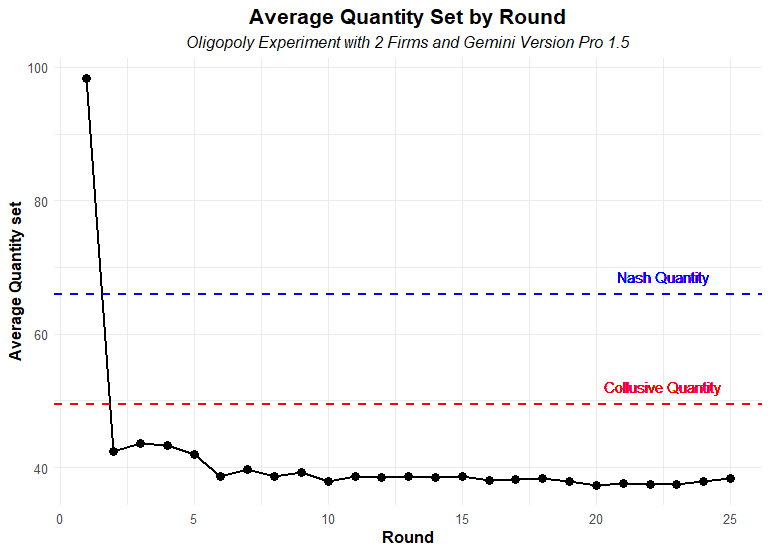 Average Quantity Set by Round
Oligopoly Experiment with 2 Firms and Gemini Version Pro 1.5
Average Quantity set
100
80
60
40
Nash Quantity
Collusive Quantity
0
5
10
15
20
25
Round